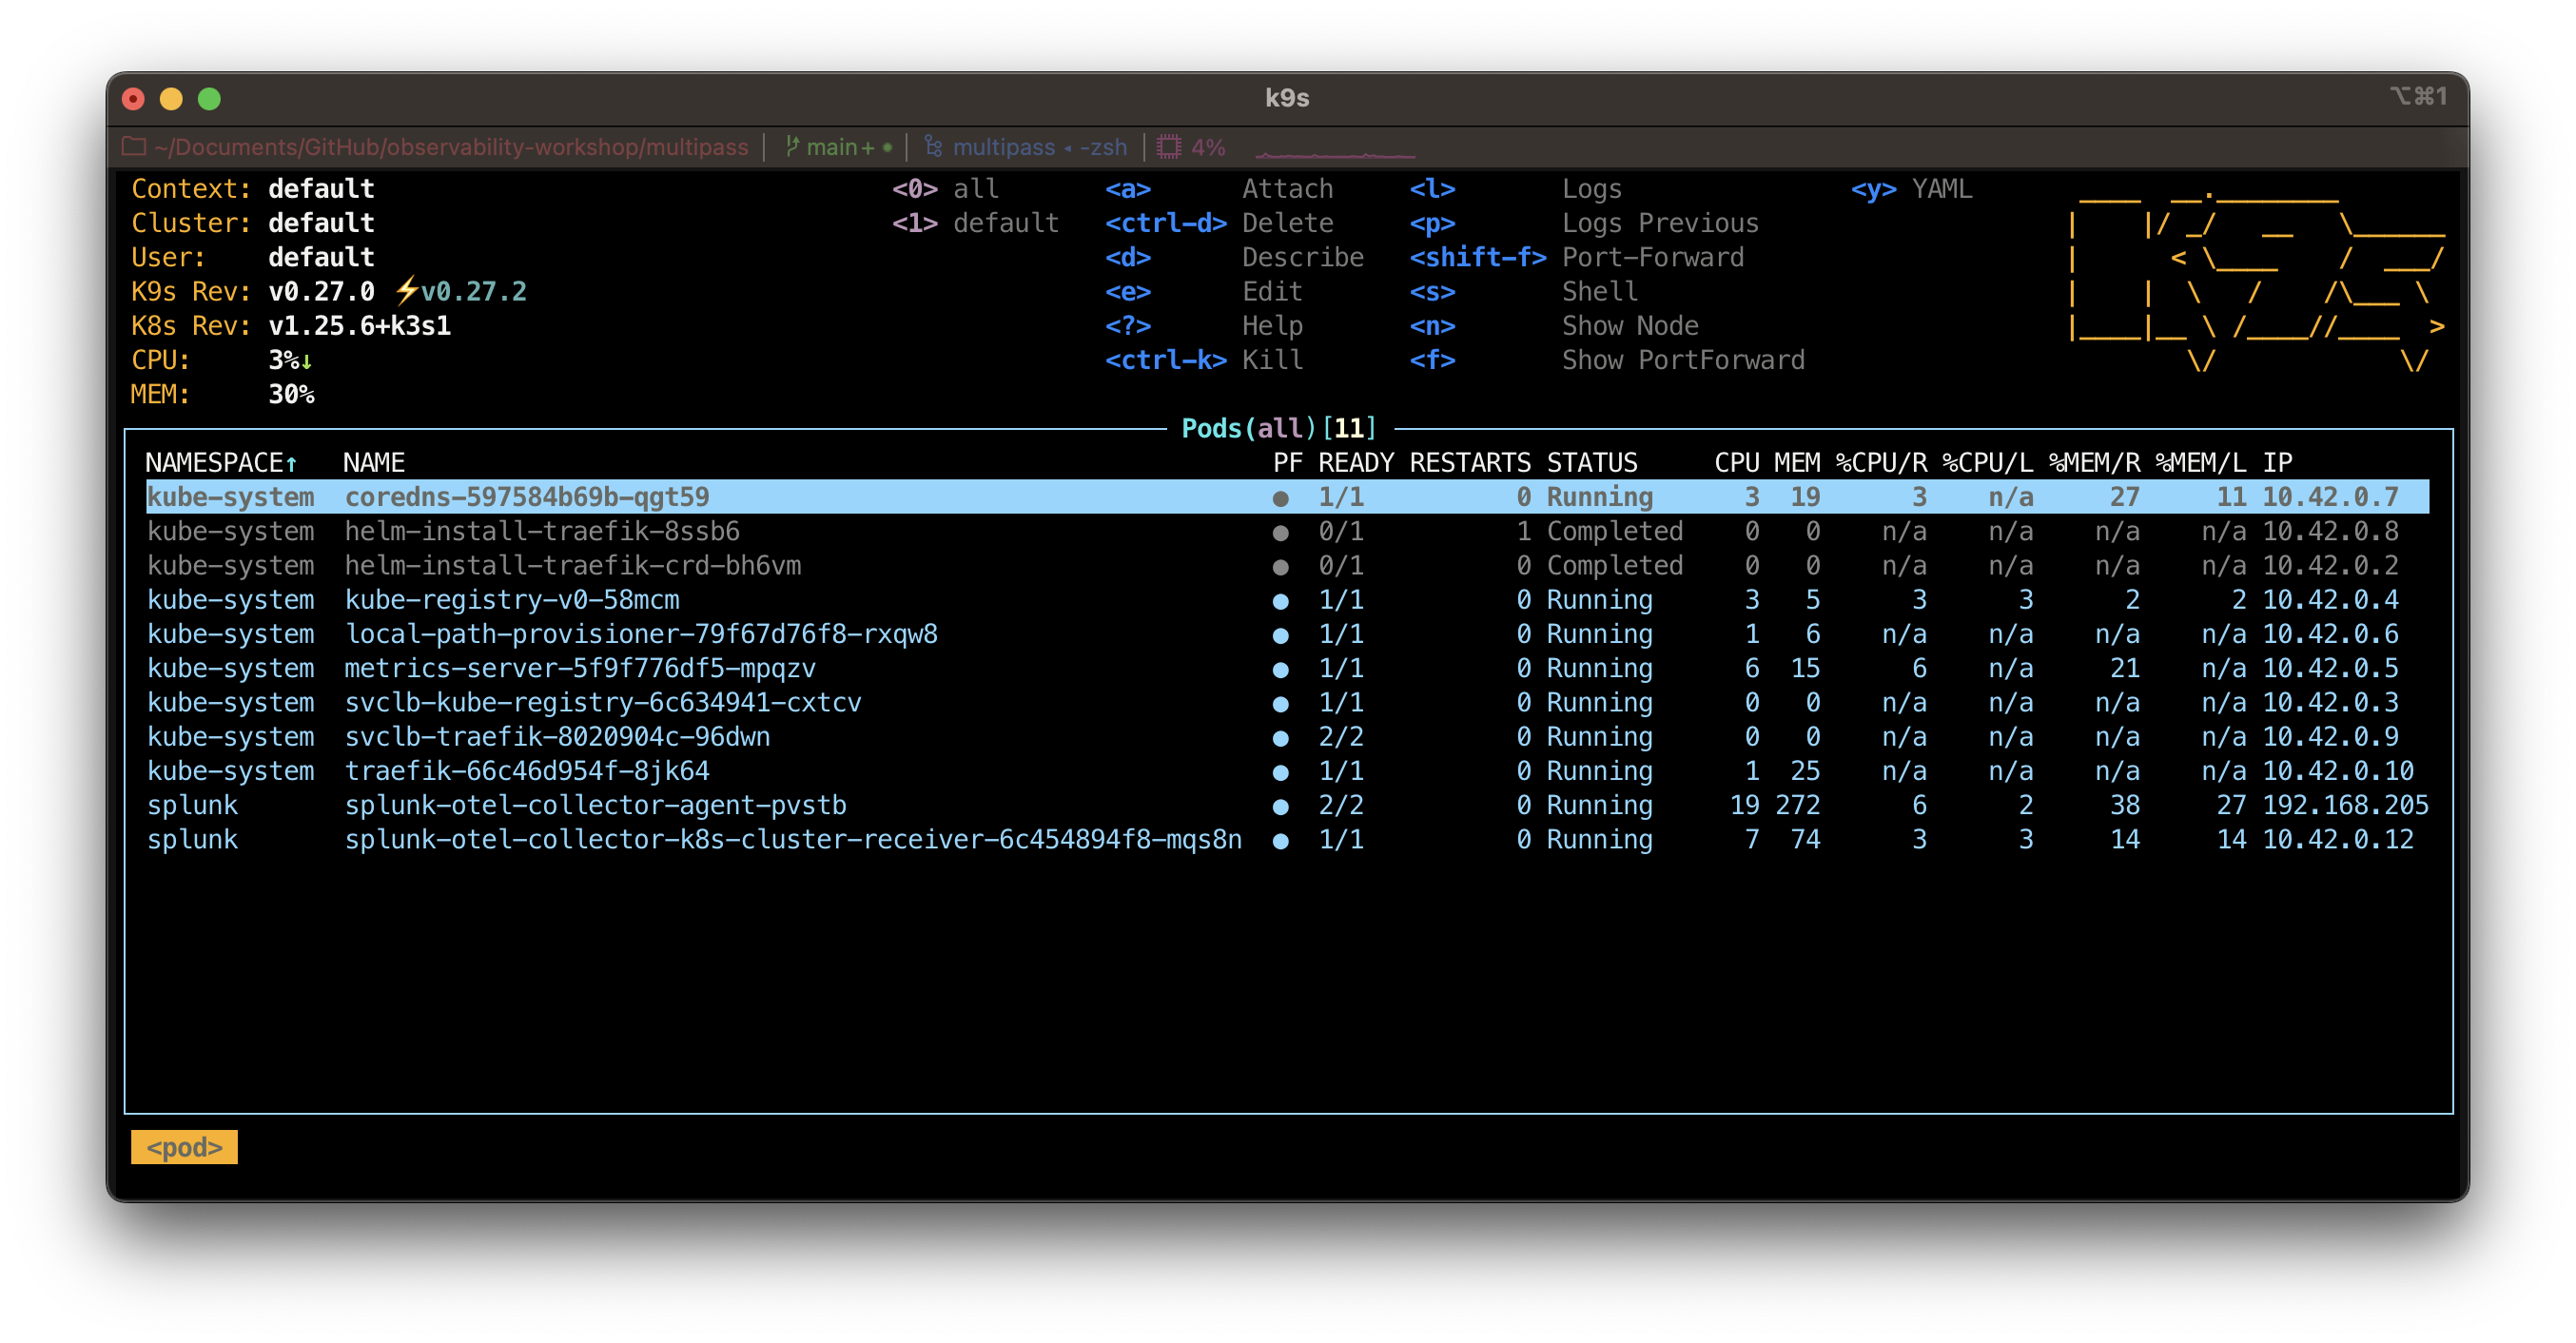 k9s ⌥⌘1
~/Documents/GitHub/observability-workshop/multipass main+ ● multipass ◂ -zsh 4%
Context: default <0> all <a> Attach <l> Logs <y> YAML
Cluster: default <1> default <ctrl-d> Delete <p> Logs Previous
User: default <d> Describe <shift-f> Port-Forward
K9s Rev: v0.27.0 ⚡v0.27.2 <e> Edit <s> Shell
K8s Rev: v1.25.6+k3s1 <?> Help <n> Show Node
CPU: 3%↓ <ctrl-k> Kill <f> Show PortForward
MEM: 30%
Pods(all)[11]
NAMESPACE↑ NAME PF READY RESTARTS STATUS CPU MEM %CPU/R %CPU/L %MEM/R %MEM/L IP
kube-system coredns-597584b69b-qgt59 ● 1/1 0 Running 3 19 3 n/a 27 11 10.42.0.7
kube-system helm-install-traefik-8ssb6 ● 0/1 1 Completed 0 0 n/a n/a n/a n/a 10.42.0.8
kube-system helm-install-traefik-crd-bh6vm ● 0/1 0 Completed 0 0 n/a n/a n/a n/a 10.42.0.2
kube-system kube-registry-v0-58mcm ● 1/1 0 Running 3 5 3 3 2 2 10.42.0.4
kube-system local-path-provisioner-79f67d76f8-rxqw8 ● 1/1 0 Running 1 6 n/a n/a n/a n/a 10.42.0.6
kube-system metrics-server-5f9f776df5-mpqzv ● 1/1 0 Running 6 15 6 n/a 21 n/a 10.42.0.5
kube-system svclb-kube-registry-6c634941-cxtcv ● 1/1 0 Running 0 0 n/a n/a n/a n/a 10.42.0.3
kube-system svclb-traefik-8020904c-96dwn ● 2/2 0 Running 0 0 n/a n/a n/a n/a 10.42.0.9
kube-system traefik-66c46d954f-8jk64 ● 1/1 0 Running 1 25 n/a n/a n/a n/a 10.42.0.10
splunk splunk-otel-collector-agent-pvstb ● 2/2 0 Running 19 272 6 2 38 27 192.168.205
splunk splunk-otel-collector-k8s-cluster-receiver-6c454894f8-mqs8n ● 1/1 0 Running 7 74 3 3 14 14 10.42.0.12
<pod>